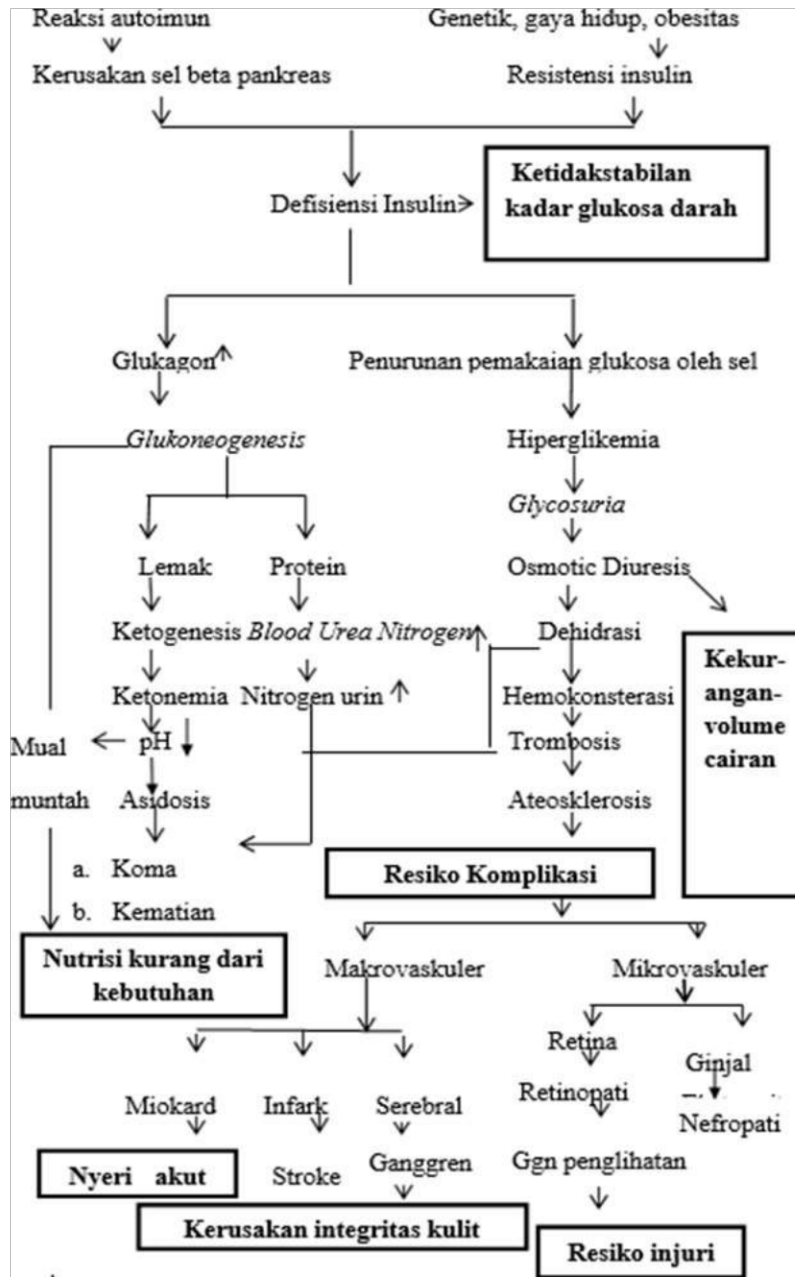 Reaksi autoimun
Genetik, gaya hidup, obesitas
Kerusakan sel beta pankreas
Resistensi insulin
Ketidakstabilan
kadar glukosa darah
Defisiensi Insulin
Glukagon
Penurunan pemakaian glukosa oleh sel
Glukoneogenesis
Hiperglikemia
Glycosuria
Lemak
Protein
Osmotic Diuresis
Ketogenesis
Blood Urea Nitrogen
Dehidrasi
Kekur-
angan-
volume
cairan
Ketonemia
Nitrogen urin
Hemokonsterasi
Mual
pH
Trombosis
muntah
Asidosis
Ateosklerosis
a. Koma
Resiko Komplikasi
b. Kematian
Nutrisi kurang dari
kebutuhan
Makrovaskuler
Mikrovaskuler
Retina
Ginjal
Miokard
Infark
Serebral
Retinopati
Nefropati
Nyeri akut
Stroke
Ganggren
Ggn penglihatan
Kerusakan integritas kulit
Resiko injuri